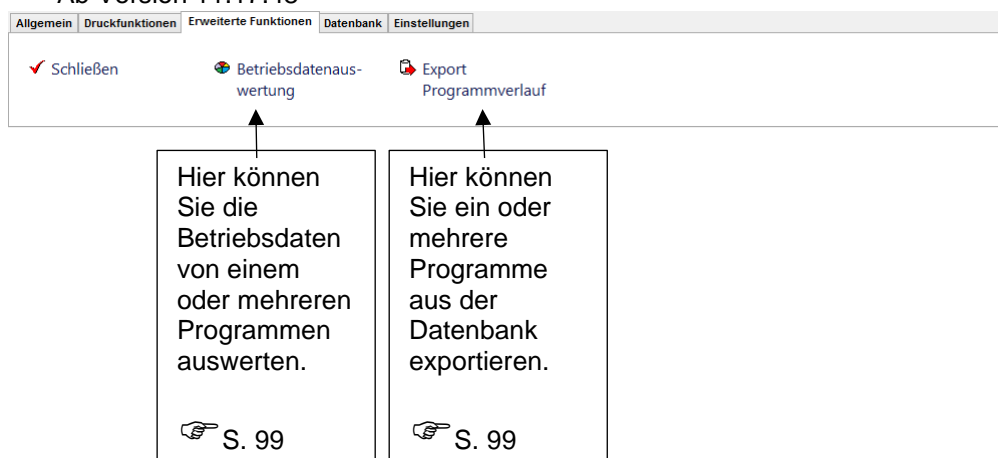 Allgemein Druckfunktionen Erweiterte Funktionen Datenbank Einstellungen
Schließen
Betriebsdatenaus-
wertung
Export
Programmverlauf
Hier können
Sie die
Betriebsdaten
von einem
oder mehreren
Programmen
auswerten.
S. 99
Hier können
Sie ein oder
mehrere
Programme
aus der
Datenbank
exportieren.
S. 99